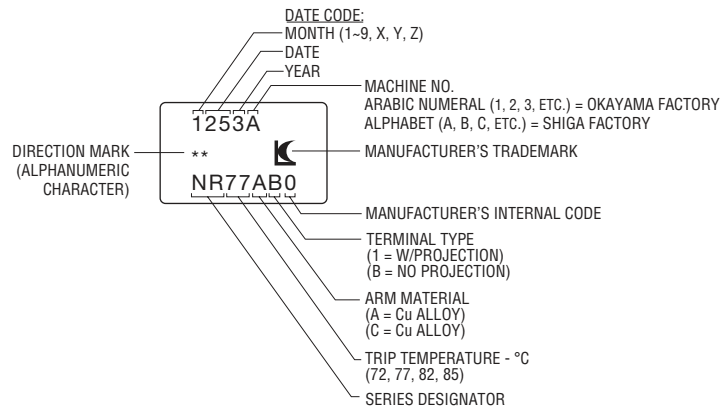 DATE CODE:
MONTH (1~9, X, Y, Z)
DATE
YEAR
MACHINE NO.
ARABIC NUMERAL (1, 2, 3, ETC.) = OKAYAMA FACTORY
ALPHABET (A, B, C, ETC.) = SHIGA FACTORY
1253A
DIRECTION MARK
(ALPHANUMERIC
CHARACTER)
**
K
MANUFACTURER'S TRADEMARK
NR77AB0
MANUFACTURER'S INTERNAL CODE
TERMINAL TYPE
(1 = W/PROJECTION)
(B = NO PROJECTION)
ARM MATERIAL
(A = Cu ALLOY)
(C = Cu ALLOY)
TRIP TEMPERATURE - °C
(72, 77, 82, 85)
SERIES DESIGNATOR